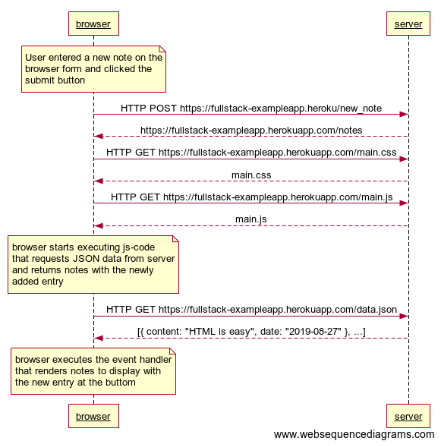 browser
server
User entered a new note on the
browser form and clicked the
submit button
HTTP POST https://fullstack-exampleapp.heroku/new_note
https://fullstack-exampleapp.herokuapp.com/notes
HTTP GET https://fullstack-exampleapp.herokuapp.com/main.css
main.css
HTTP GET https://fullstack-exampleapp.herokuapp.com/main.js
main.js
browser starts executing js-code
that requests JSON data from server
and returns notes with the newly
added entry
HTTP GET https://fullstack-exampleapp.herokuapp.com/data.json
[{ content: "HTML is easy", date: "2019-08-27" }, ...]
browser executes the event handler
that renders notes to display with
the new entry at the buttom
browser
server
www.websequencediagrams.com